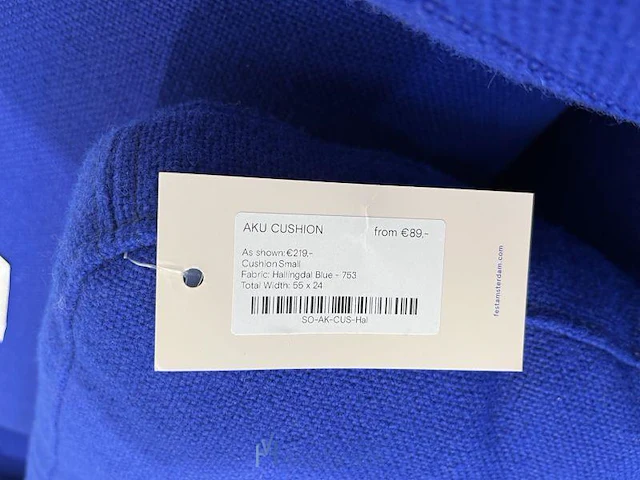 AKU CUSHION from €89,-
As shown: €219,-
Cushion Small
Fabric: Hallingdal Blue - 753
Total Width: 55 x 24
SO-AK-CUS-Hal
festamsterdam.com